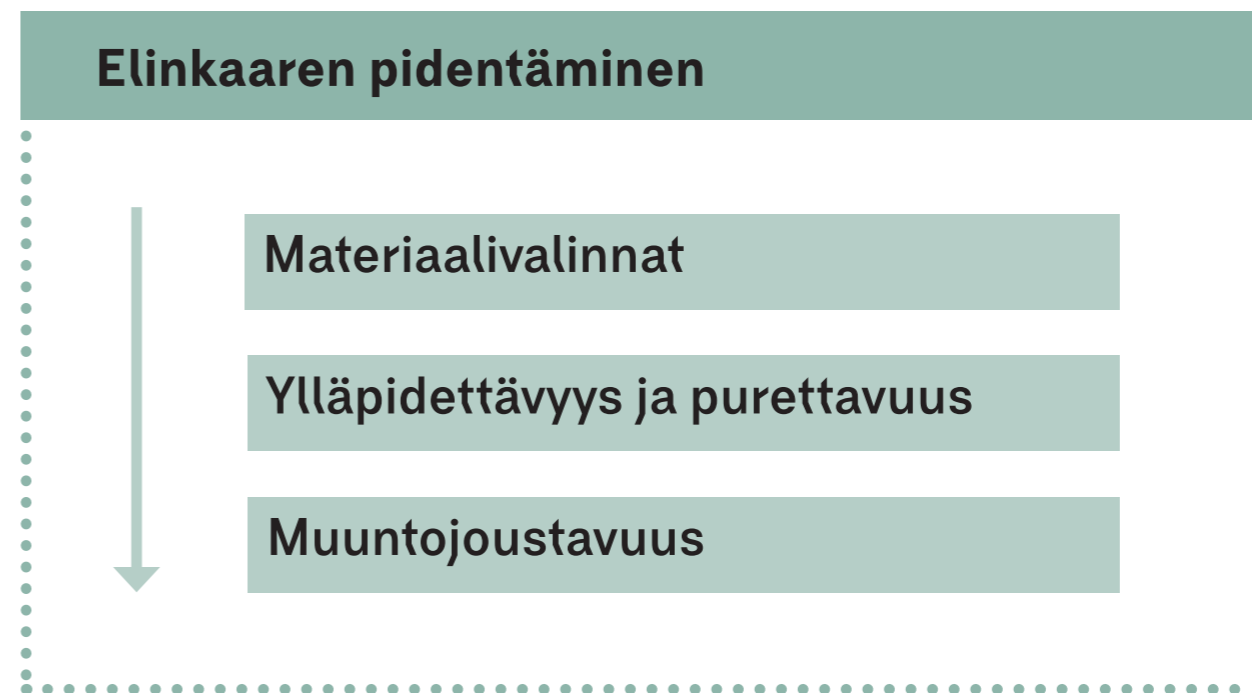 Elinkaaren pidentäminen
Materiaalivalinnat
Ylläpidettävyys ja purettavuus
Muuntojoustavuus